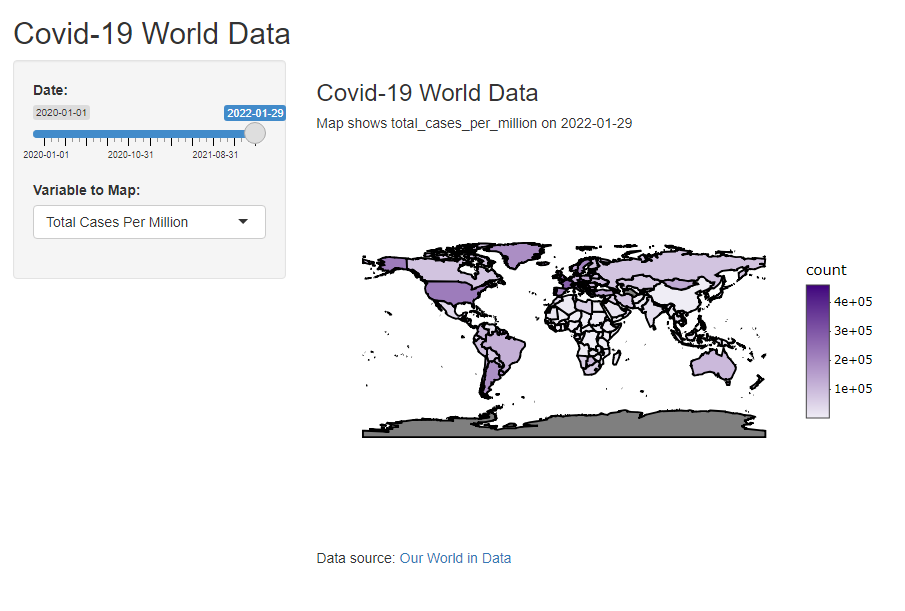 Covid-19 World Data
Date:
2020-01-01
2022-01-29
2020-01-01 2020-10-31 2021-08-31
Variable to Map:
Total Cases Per Million
Covid-19 World Data
Map shows total_cases_per_million on 2022-01-29
count
4e+05
3e+05
2e+05
1e+05
Data source: Our World in Data